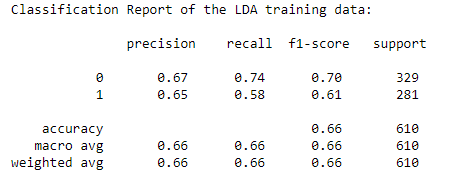 Classification Report of the LDA training data:
precision recall f1-score support
0 0.67 0.74 0.70 329
1 0.65 0.58 0.61 281
accuracy 0.66 610
macro avg 0.66 0.66 0.66 610
weighted avg 0.66 0.66 0.66 610